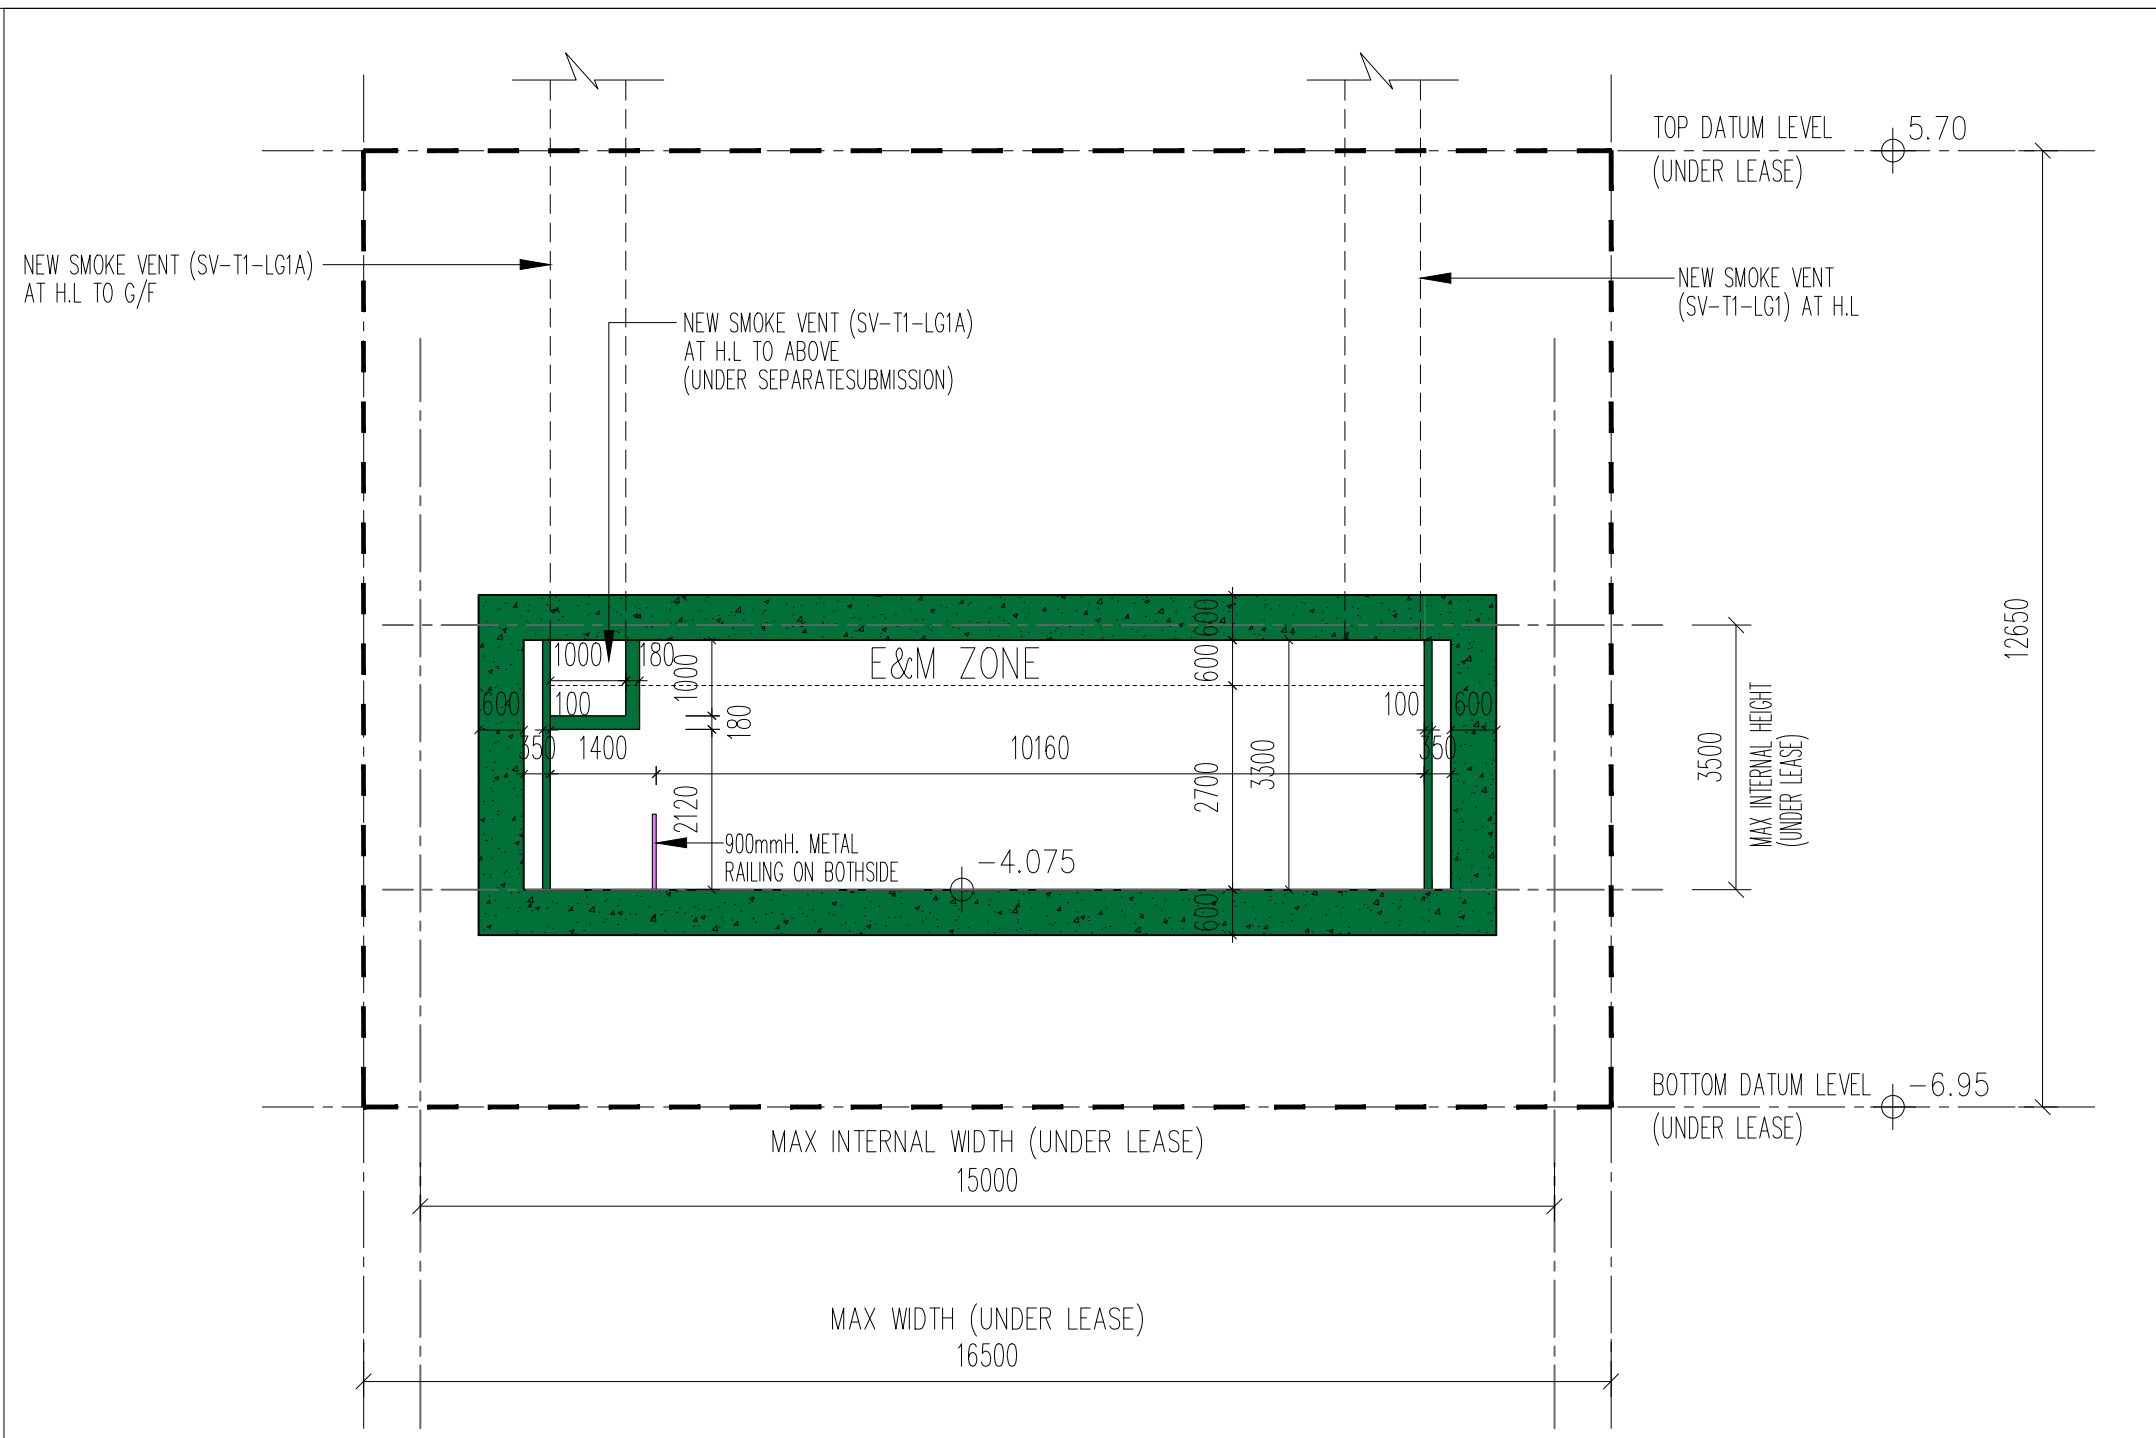 TOP DATUM LEVEL
5.70
(UNDER LEASE)
NEW SMOKE VENT (SV-T1-LG1A)
AT H.L TO G/F
NEW SMOKE VENT
(SV-T1-LG1) AT H.L
NEW SMOKE VENT (SV-T1-LG1A)
AT H.L TO ABOVE
(UNDER SEPARATESUBMISSION)
600
1000
180
1000
E&M ZONE
600
12650
600
100
180
100
600
350
1400
10160
350
2700
3300
3500
MAX INTERNAL HEIGHT
(UNDER LEASE)
2120
900mmH. METAL
RAILING ON BOTHSIDE
-4.075
600
BOTTOM DATUM LEVEL
-6.95
(UNDER LEASE)
MAX INTERNAL WIDTH (UNDER LEASE)
15000
MAX WIDTH (UNDER LEASE)
16500